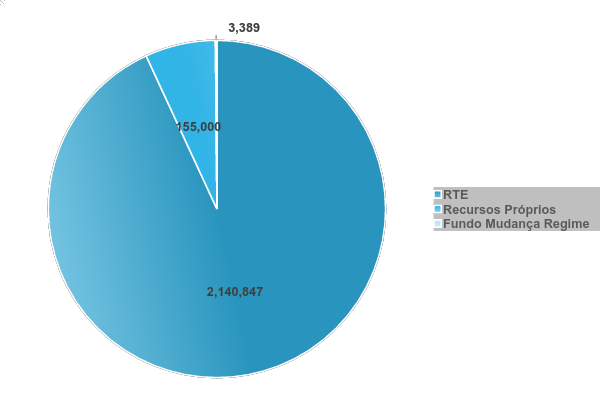 3,389
155,000
2,140,847
RTE
Recursos Próprios
Fundo Mudança Regime